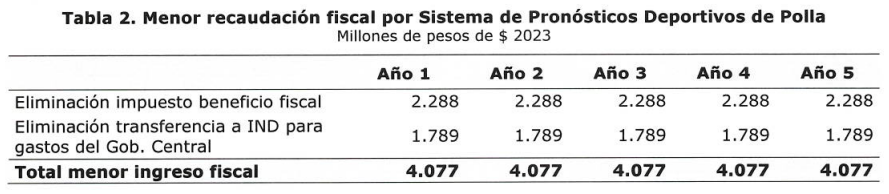 Tabla 2. Menor recaudación fiscal por Sistema de Pronósticos Deportivos de Polla
Millones de pesos de $ 2023
Año 1 Año 2 Año 3 Año 4 Año 5
Eliminación impuesto beneficio fiscal 2.288 2.288 2.288 2.288 2.288
Eliminación transferencia a IND para
gastos del Gob. Central 1.789 1.789 1.789 1.789 1.789
Total menor ingreso fiscal 4.077 4.077 4.077 4.077 4.077